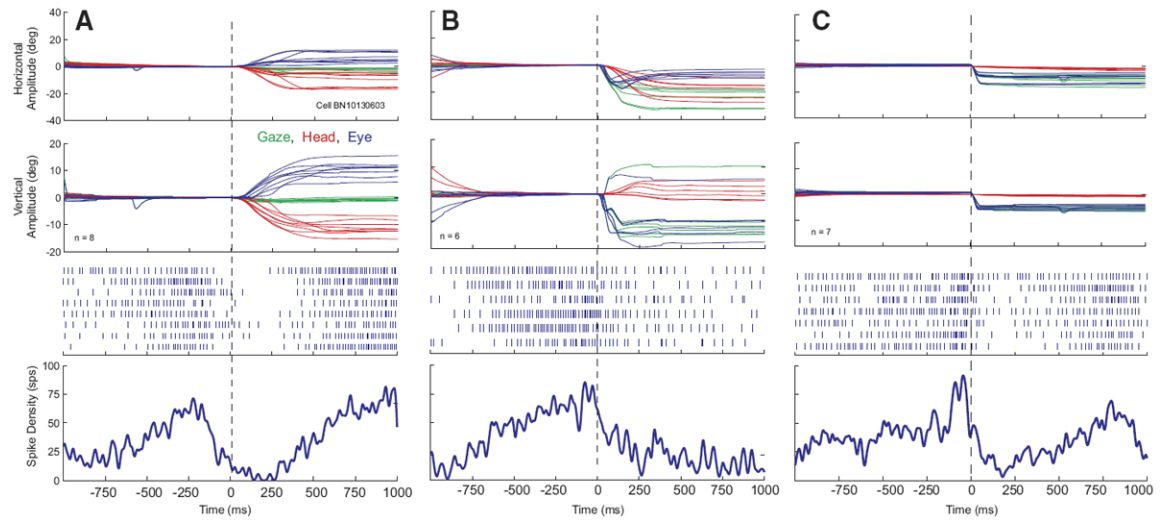 A
B
C
Horizontal
Amplitude (deg)
40
20
0
-20
-40
Cell BN10130603
Gaze, Head, Eye
Vertical
Amplitude (deg)
20
10
0
-10
-20
n = 8
n = 6
n = 7
Spike Density (sps)
100
75
50
25
0
-750 -500 -250 0 250 500 750 1000
-750 -500 -250 0 250 500 750 1000
-750 -500 -250 0 250 500 750 1000
Time (ms)
Time (ms)
Time (ms)